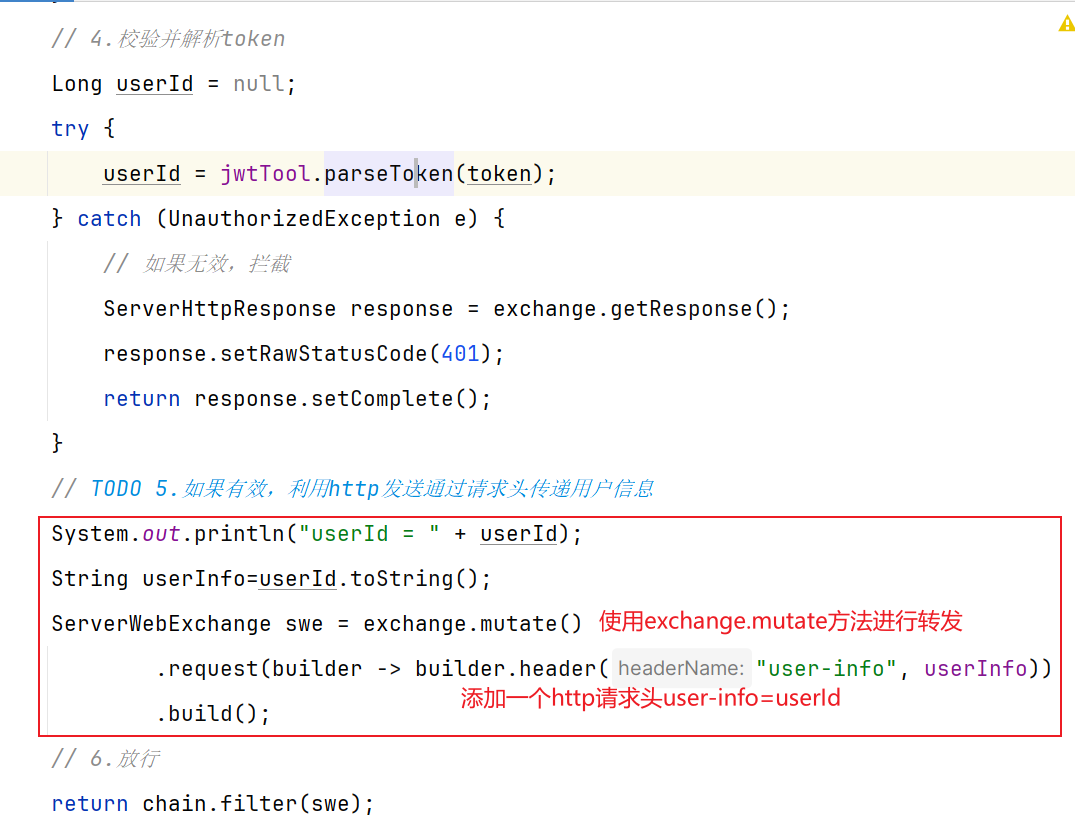 // 4.校验并解析token
Long userId = null;
try {
userId = jwtTool.parseToken(token);
} catch (UnauthorizedException e) {
// 如果无效，拦截
ServerHttpResponse response = exchange.getResponse();
response.setRawStatusCode(401);
return response.setComplete();
}
// TODO 5.如果有效，利用http发送通过请求头传递用户信息
System.out.println("userId = " + userId);
String userInfo=userId.toString();
ServerWebExchange swe = exchange.mutate() 使用exchange.mutate方法进行转发
.request(builder -> builder.header( headerName: "user-info", userInfo))
添加一个http请求头user-info=userId
.build();
// 6.放行
return chain.filter(swe);